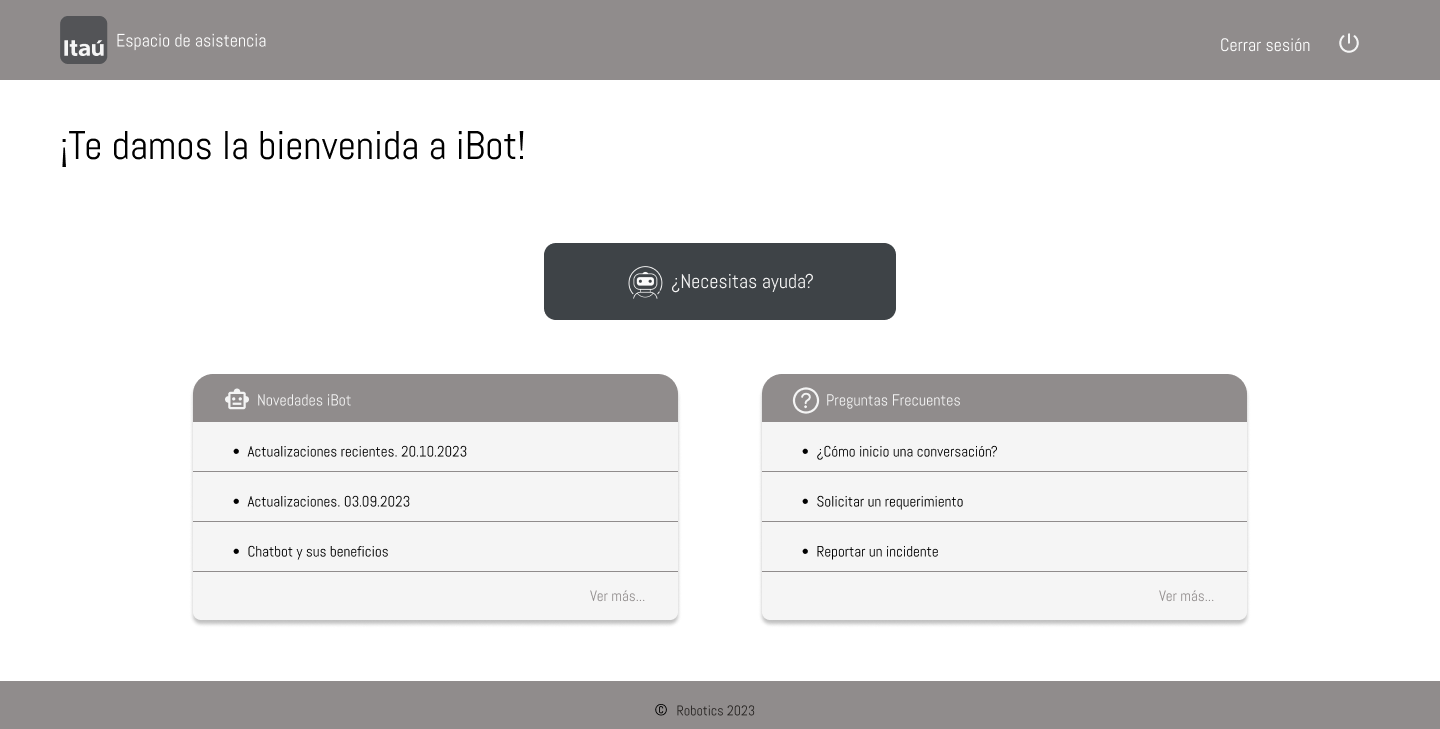 Itaú
Espacio de asistencia
Cerrar sesión
¡Te damos la bienvenida a iBot!
¿Necesitas ayuda?
Novedades iBot
• Actualizaciones recientes. 20.10.2023
• Actualizaciones. 03.09.2023
• Chatbot y sus beneficios
Ver más...
Preguntas Frecuentes
• ¿Cómo inicio una conversación?
• Solicitar un requerimiento
• Reportar un incidente
Ver más...
© Robotics 2023